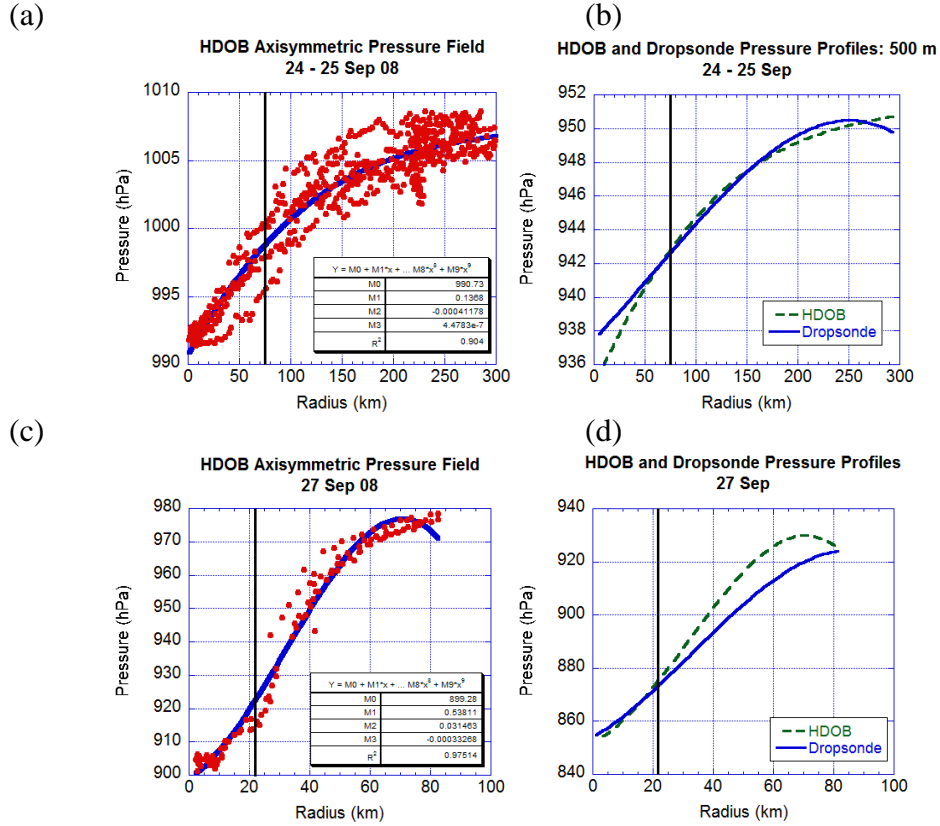 (a)
HDOB Axisymmetric Pressure Field
24 - 25 Sep 08
1010
1005
1000
995
990
0 50 100 150 200 250 300
Pressure (hPa)
Radius (km)
Y = M0 + M1*x + ... M8*x⁸ + M9*x⁹
M0 990.73
M1 0.1368
M2 -0.00041178
M3 4.4783e-7
R² 0.904
(b)
HDOB and Dropsonde Pressure Profiles: 500 m
24 - 25 Sep
952
950
948
946
944
942
940
938
936
0 50 100 150 200 250 300
Pressure (hPa)
Radius (km)
HDOB
Dropsonde
(c)
HDOB Axisymmetric Pressure Field
27 Sep 08
980
970
960
950
940
930
920
910
900
0 20 40 60 80 100
Pressure (hPa)
Radius (km)
Y = M0 + M1*x + ... M8*x⁸ + M9*x⁹
M0 899.28
M1 0.53811
M2 0.031463
M3 -0.00033268
R² 0.97514
(d)
HDOB and Dropsonde Pressure Profiles
27 Sep
940
920
900
880
860
840
0 20 40 60 80 100
Pressure (hPa)
Radius (km)
HDOB
Dropsonde